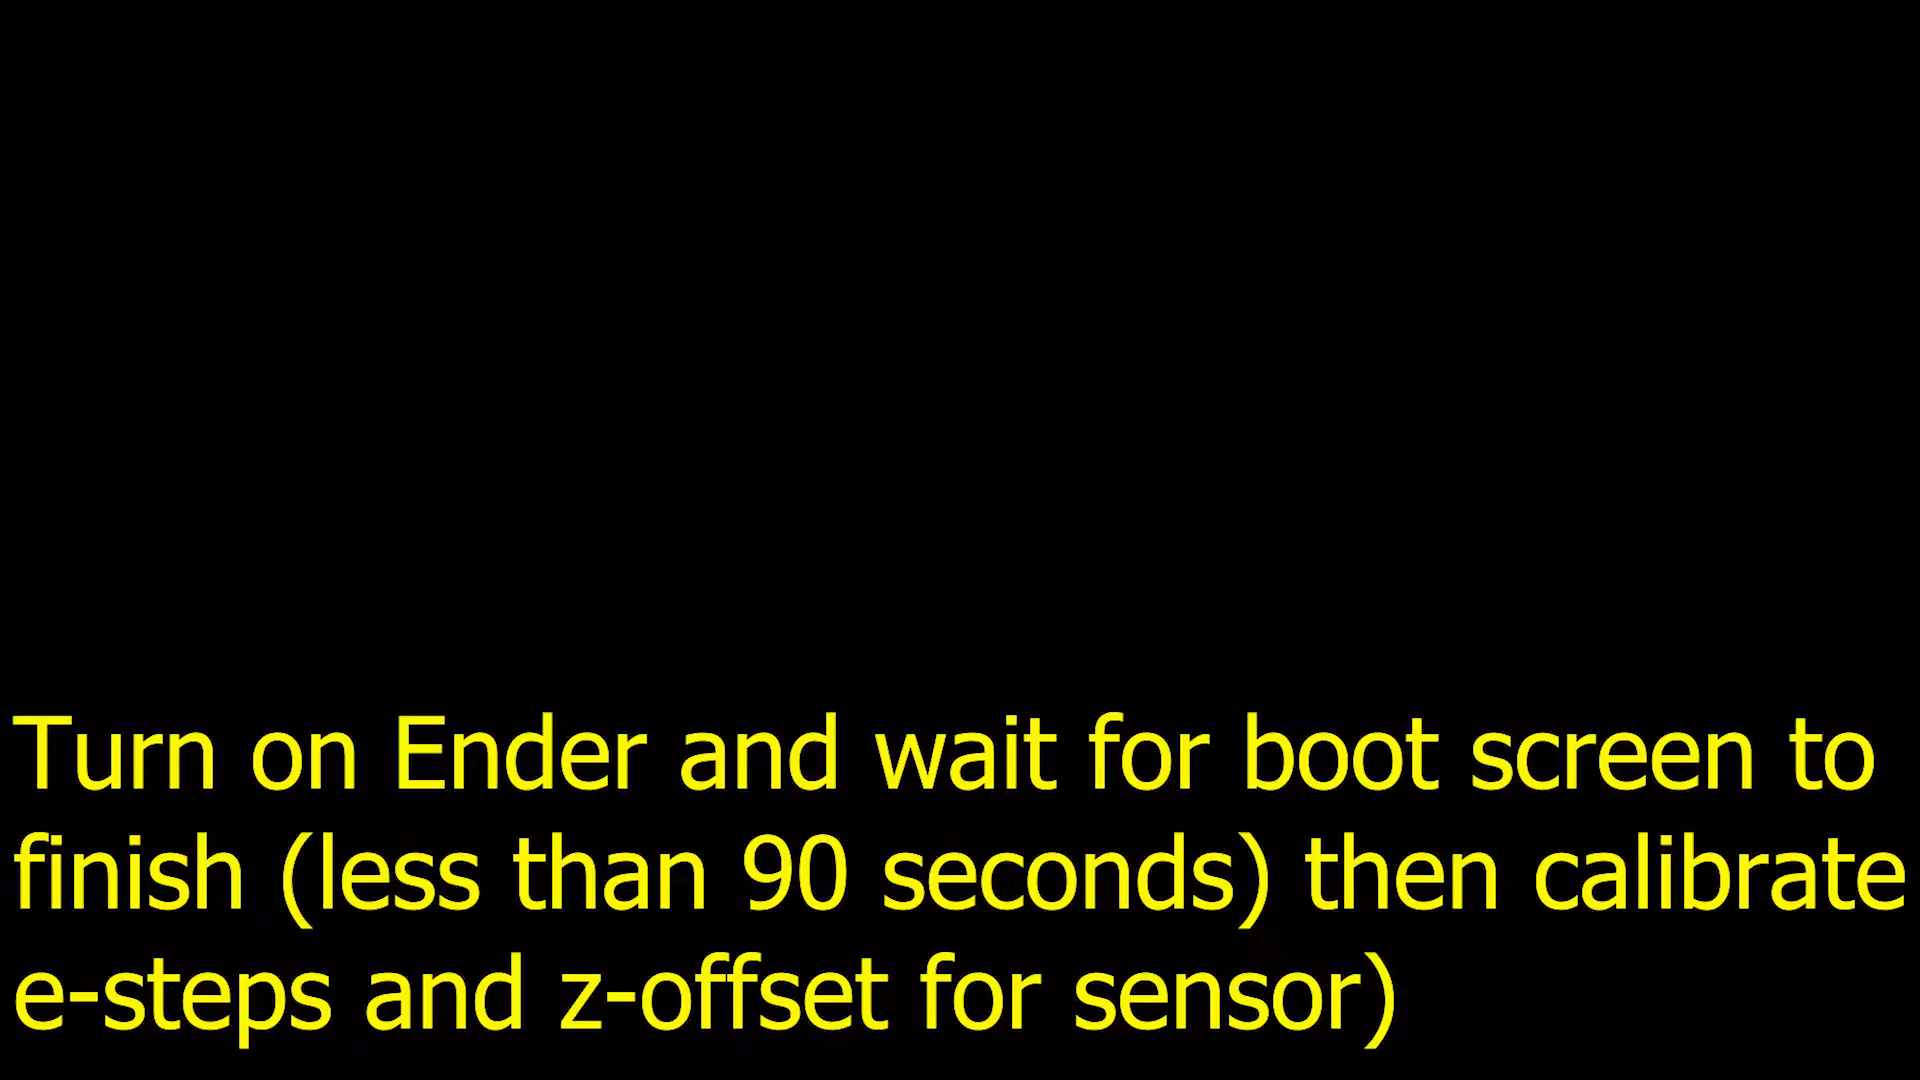 Turn on Ender and wait for boot screen to
finish (less than 90 seconds) then calibrate
e-steps and z-offset for sensor)